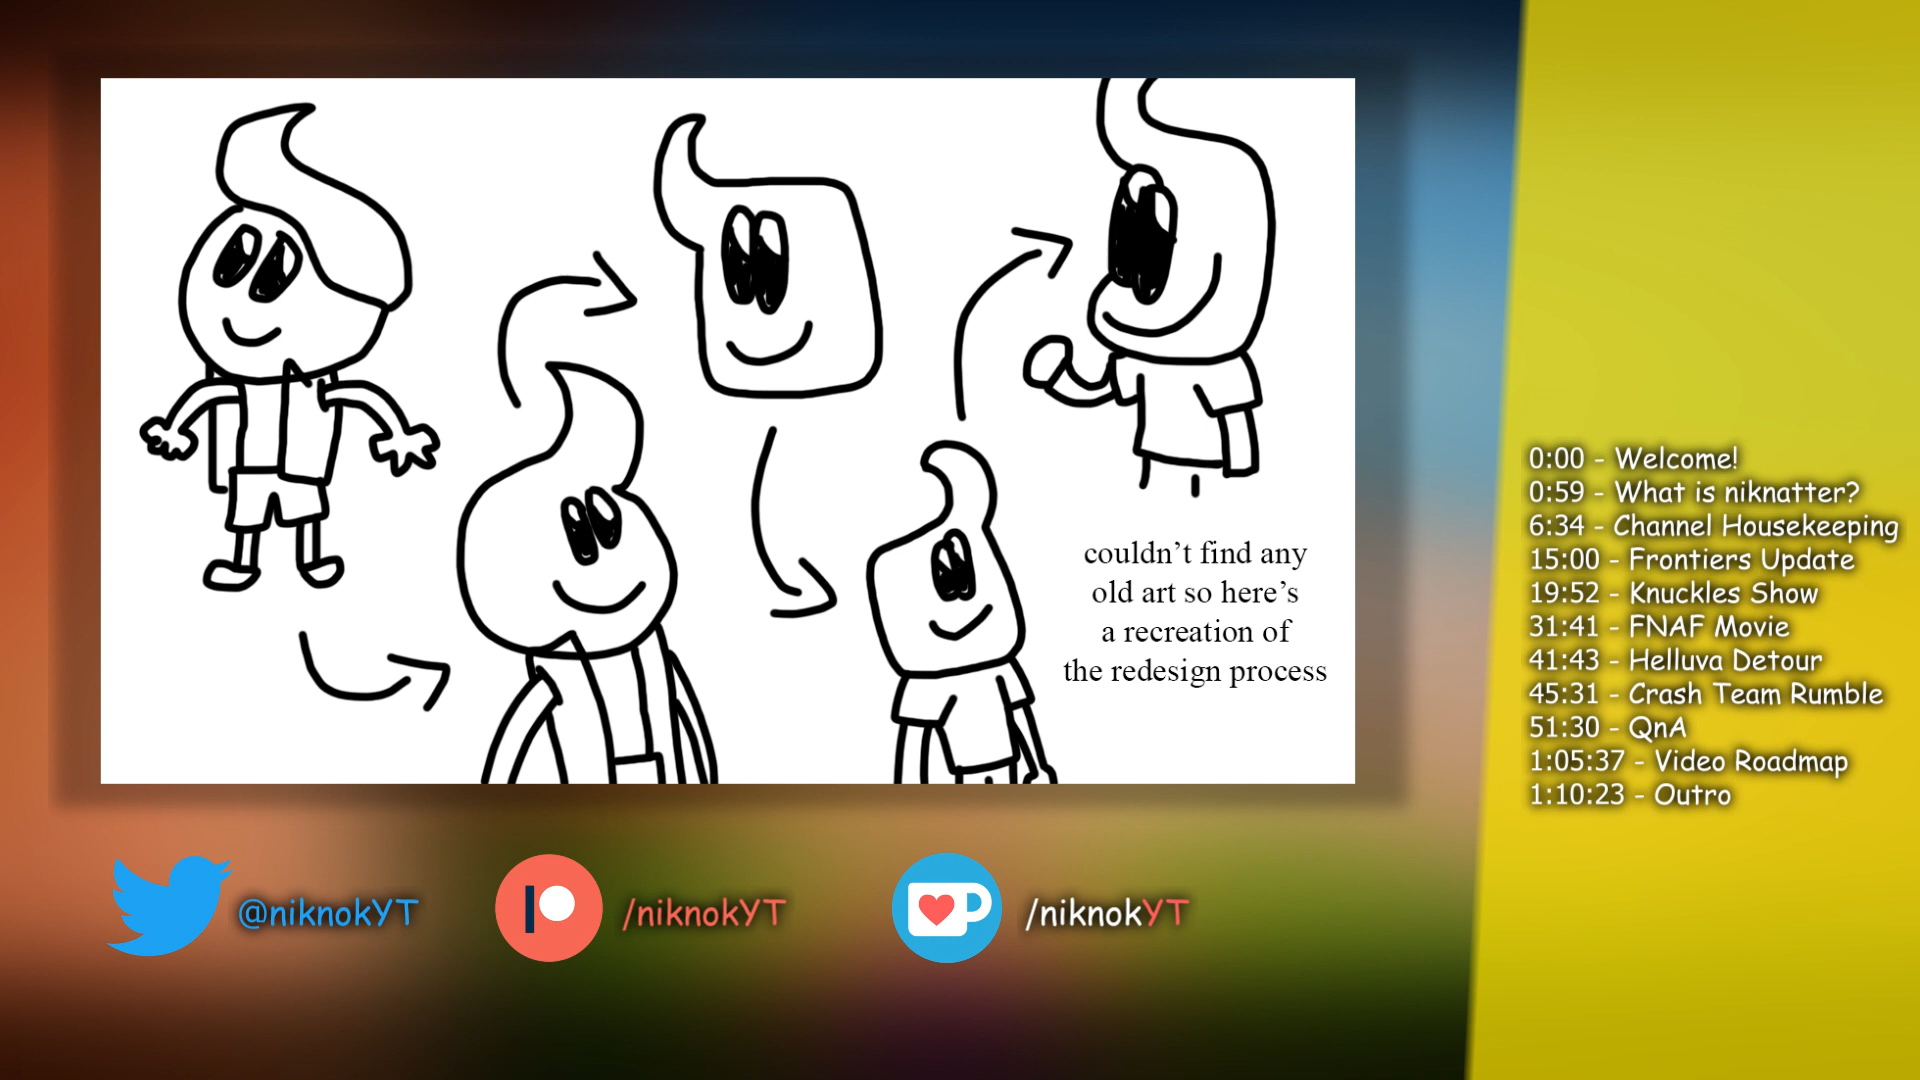 couldn’t find any
old art so here’s
a recreation of
the redesign process
0:00 - Welcome!
0:59 - What is niknatter?
6:34 - Channel Housekeeping
15:00 - Frontiers Update
19:52 - Knuckles Show
31:41 - FNAF Movie
41:43 - Helluva Detour
45:31 - Crash Team Rumble
51:30 - QnA
1:05:37 - Video Roadmap
1:10:23 - Outro
@niknokYT
/niknokYT
/niknokYT